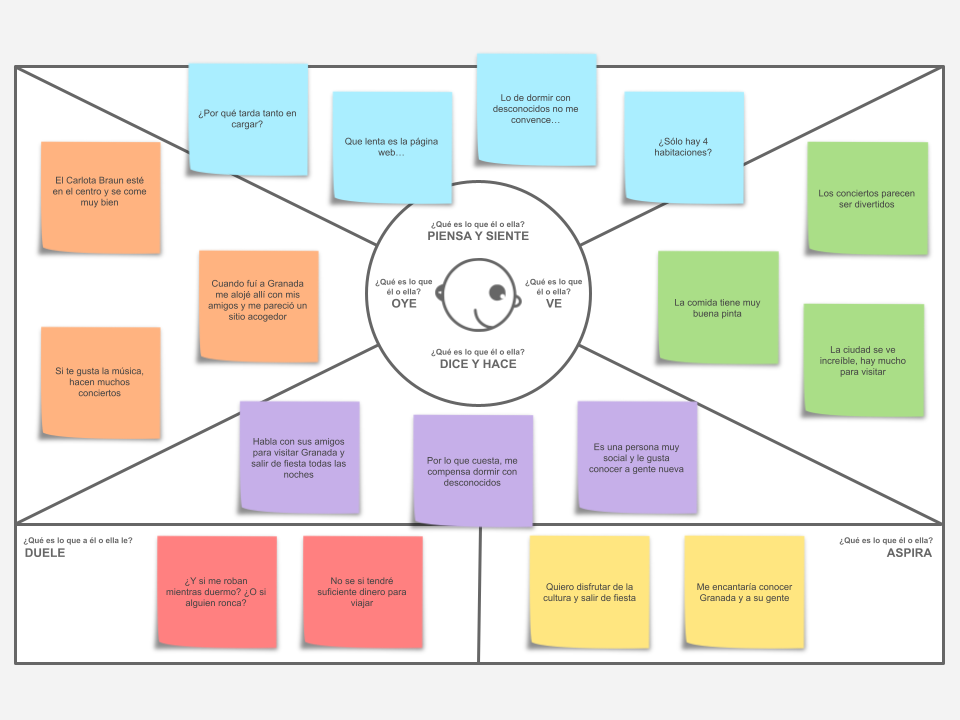 ¿Por qué tarda tanto en
cargar?
Que lenta es la página
web…
Lo de dormir con
desconocidos no me
convence…
¿Sólo hay 4
habitaciones?
El Carlota Braun esté
en el centro y se come
muy bien
Cuando fuí a Granada
me alojé allí con mis
amigos y me pareció un
sitio acogedor
Si te gusta la música,
hacen muchos
conciertos
¿Qué es lo que él o ella?
PIENSA Y SIENTE
¿Qué es lo que
él o ella?
OYE
¿Qué es lo que
él o ella?
VE
¿Qué es lo que él o ella?
DICE Y HACE
Los conciertos parecen
ser divertidos
La comida tiene muy
buena pinta
La ciudad se ve
increíble, hay mucho
para visitar
Habla con sus amigos
para visitar Granada y
salir de fiesta todas las
noches
Por lo que cuesta, me
compensa dormir con
desconocidos
Es una persona muy
social y le gusta
conocer a gente nueva
¿Qué es lo que a él o ella le?
DUELE
¿Y si me roban
mientras duermo? ¿O si
alguien ronca?
No se si tendré
suficiente dinero para
viajar
Quiero disfrutar de la
cultura y salir de fiesta
Me encantaría conocer
Granada y a su gente
¿Qué es lo que él o ella?
ASPIRA